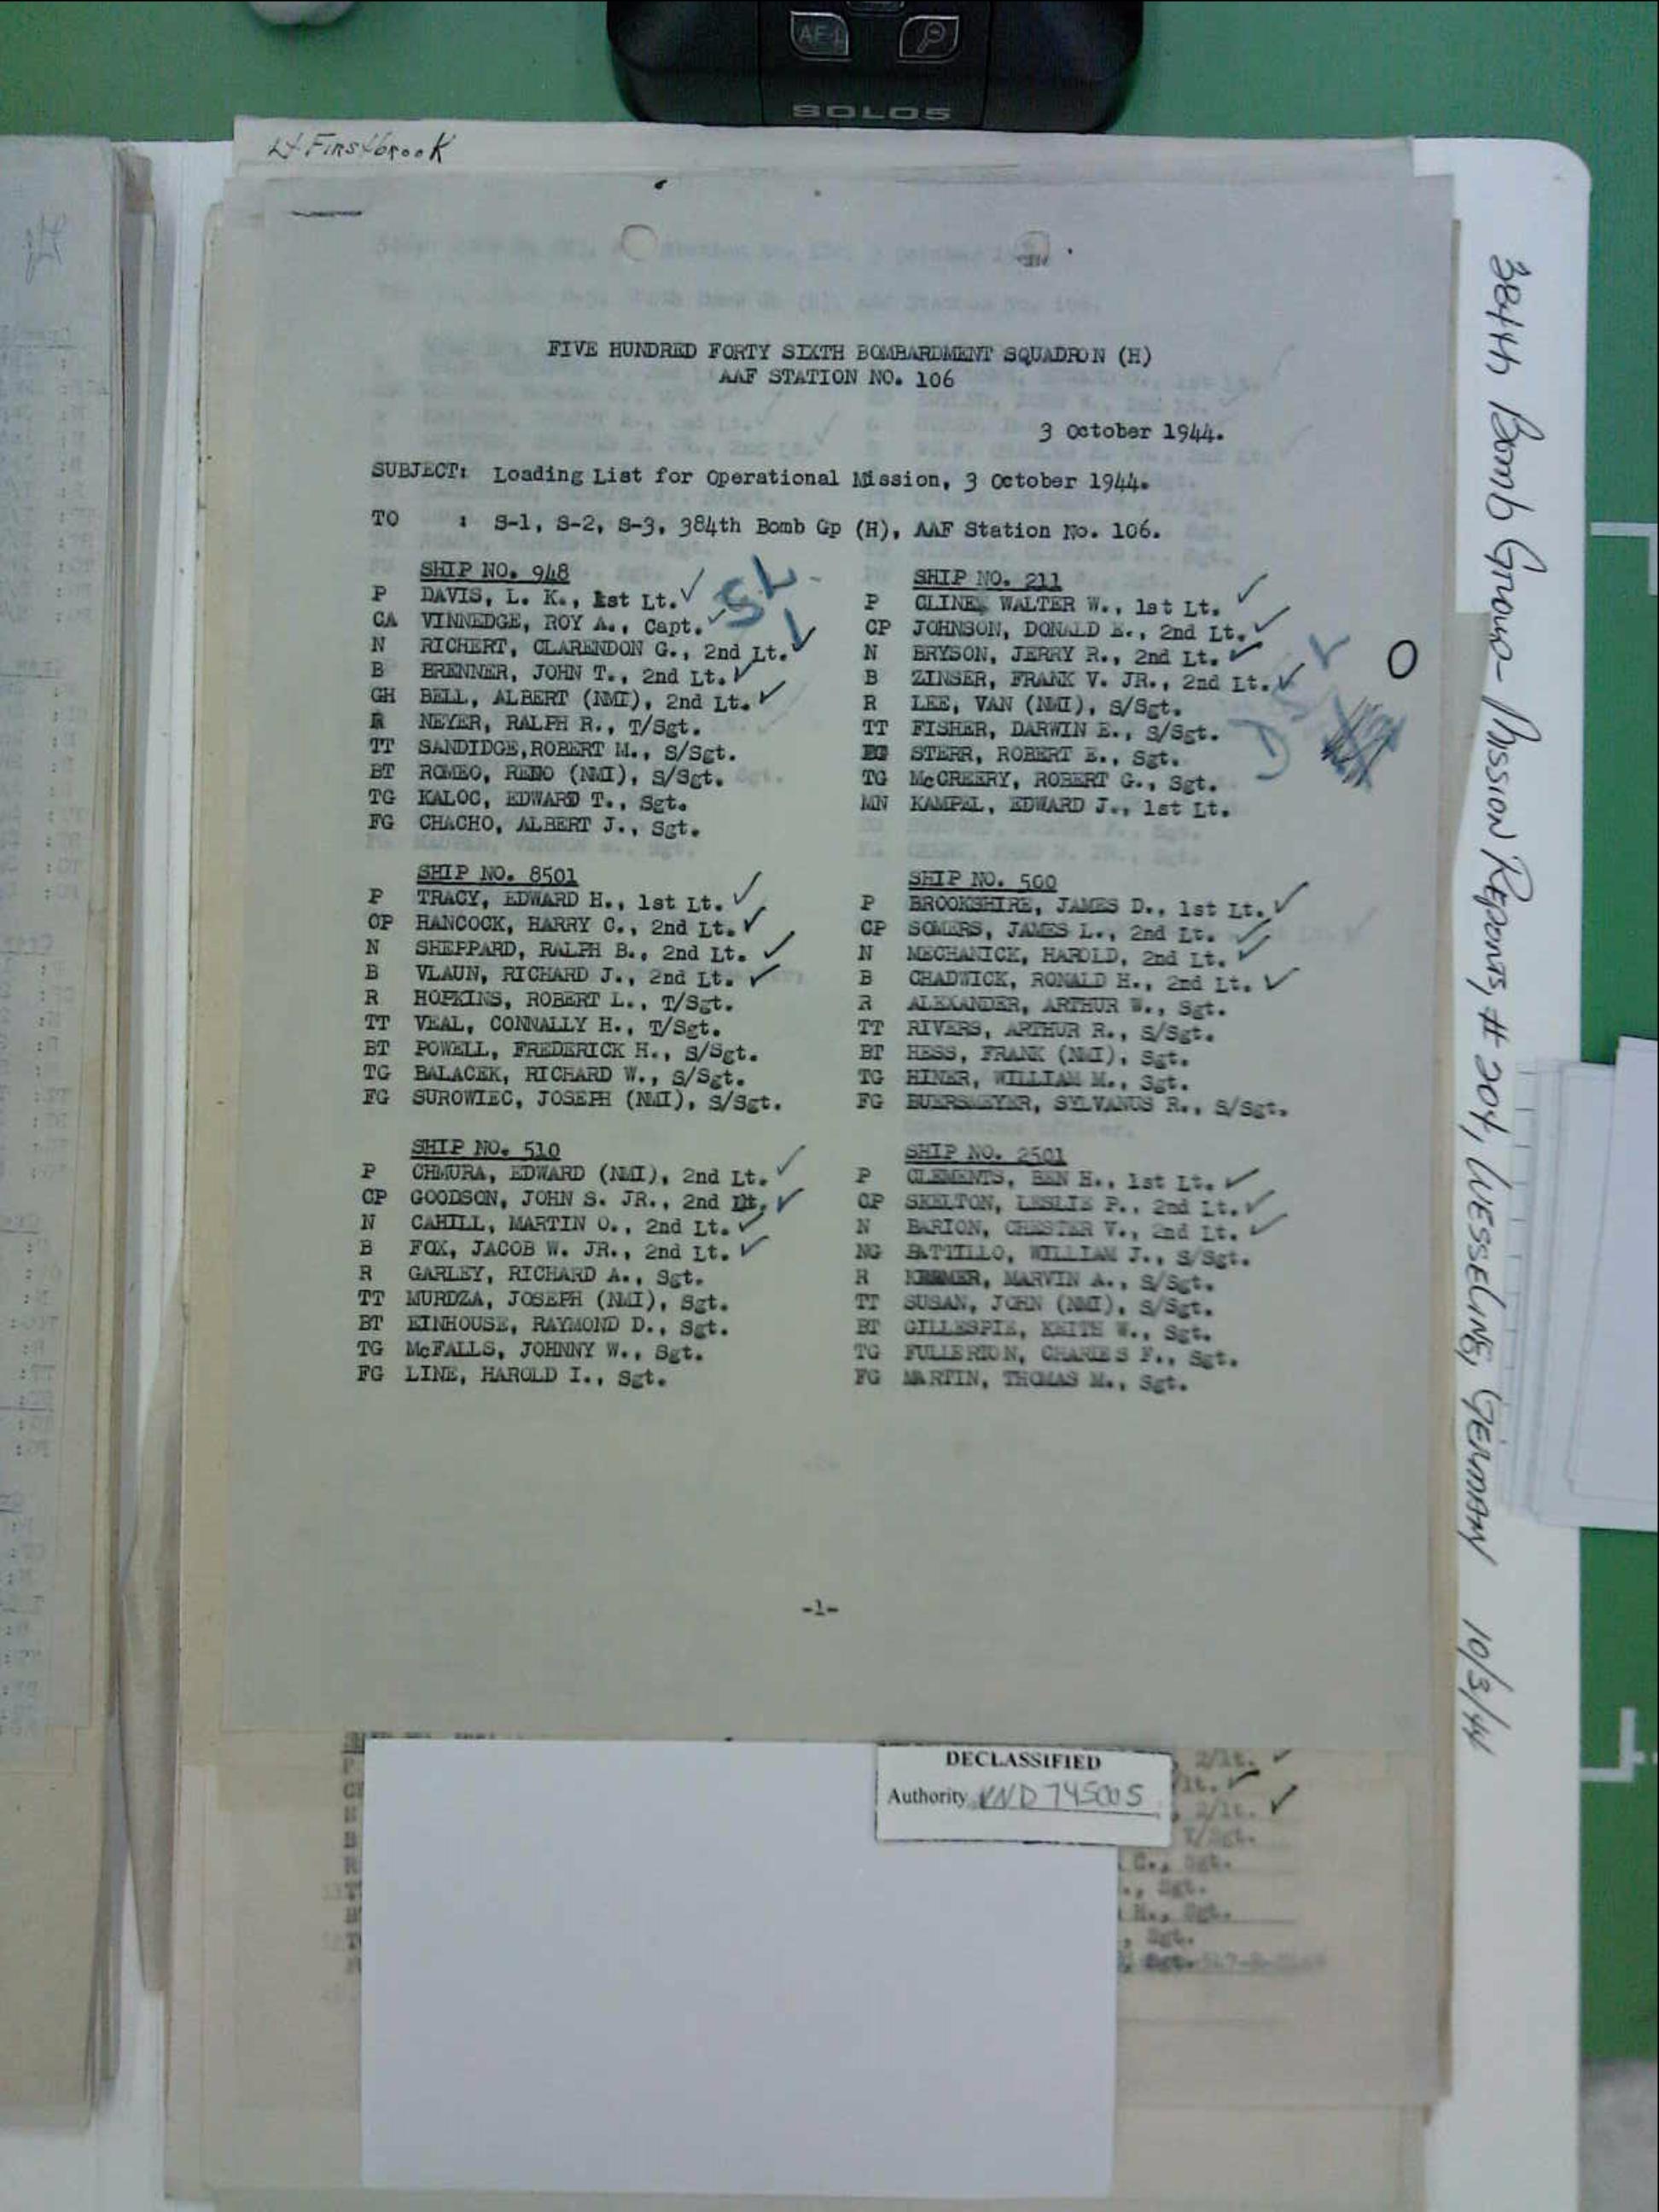 AF-L
SOLO5
Lt Firstbrook
FIVE HUNDRED FORTY SIXTH BOMBARDMENT SQUADRON (H)
AAF STATION NO. 106
3 October 1944.
SUBJECT: Loading List for Operational Mission, 3 October 1944.
TO : S-1, S-2, S-3, 384th Bomb Gp (H), AAF Station No. 106.
SHIP NO. 948
P DAVIS, L. K., 1st Lt.
CA VINNEDGE, ROY A., Capt.
N RICHERT, CLARENDON G., 2nd Lt.
B BRENNER, JOHN T., 2nd Lt.
GH BELL, ALBERT (NMI), 2nd Lt.
R NEYER, RALPH R., T/Sgt.
TT SANDIDGE,ROBERT M., S/Sgt.
BT ROMEO, RENO (NMI), S/Sgt.
TG KALOC, EDWARD T., Sgt.
FG CHACHO, ALBERT J., Sgt.
SHIP NO. 211
P CLINE, WALTER W., 1st Lt.
CP JOHNSON, DONALD E., 2nd Lt.
N BRYSON, JERRY R., 2nd Lt.
B ZINSER, FRANK V. JR., 2nd Lt.
R LEE, VAN (NMI), S/Sgt.
TT FISHER, DARWIN E., S/Sgt.
STERR, ROBERT E., Sgt.
TG McCREERY, ROBERT G., Sgt.
MN KAMPEL, EDWARD J., 1st Lt.
O
SHIP NO. 8501
P TRACY, EDWARD H., 1st Lt.
CP HANCOCK, HARRY C., 2nd Lt.
N SHEPPARD, RALPH B., 2nd Lt.
B VLAUN, RICHARD J., 2nd Lt.
R HOPKINS, ROBERT L., T/Sgt.
TT VEAL, CONNALLY H., T/Sgt.
BT POWELL, FREDERICK H., S/Sgt.
TG BALACEK, RICHARD W., S/Sgt.
FG SUROWIEC, JOSEPH (NMI), S/Sgt.
SHIP NO. 500
P BROOKSHIRE, JAMES D., 1st Lt.
CP SOMERS, JAMES L., 2nd Lt.
N MECHANICK, HAROLD, 2nd Lt.
B CHADWICK, RONALD H., 2nd Lt.
R ALEXANDER, ARTHUR W., Sgt.
TT RIVERS, ARTHUR R., S/Sgt.
BT HESS, FRANK (NMI), Sgt.
TG HINER, WILLIAM M., Sgt.
FG BUERSMEYER, SYLVANUS R., S/Sgt.
SHIP NO. 510
P CHMURA, EDWARD (NMI), 2nd Lt.
CP GOODSON, JOHN S. JR., 2nd Lt.
N CAHILL, MARTIN O., 2nd Lt.
B FOX, JACOB W. JR., 2nd Lt.
R GARLEY, RICHARD A., Sgt.
TT MURDZA, JOSEPH (NMI), Sgt.
BT EINHOUSE, RAYMOND D., Sgt.
TG McFALLS, JOHNNY W., Sgt.
FG LINE, HAROLD I., Sgt.
SHIP NO. 2501
P CLEMENTS, BEN H., 1st Lt.
CP SKELTON, LESLIE P., 2nd Lt.
N BARION, CHESTER V., 2nd Lt.
NG BATTILLO, WILLIAM J., S/Sgt.
R KREMER, MARVIN A., S/Sgt.
TT SUSAN, JOHN (NMI), S/Sgt.
BT GILLESPIE, KEITH W., Sgt.
TG FULLERTON, CHARLES F., Sgt.
FG MARTIN, THOMAS M., Sgt.
-1-
DECLASSIFIED
Authority NND 745005
384th Bomb Group - Mission Reports, #204, WESSELING, GERMANY 10/3/44